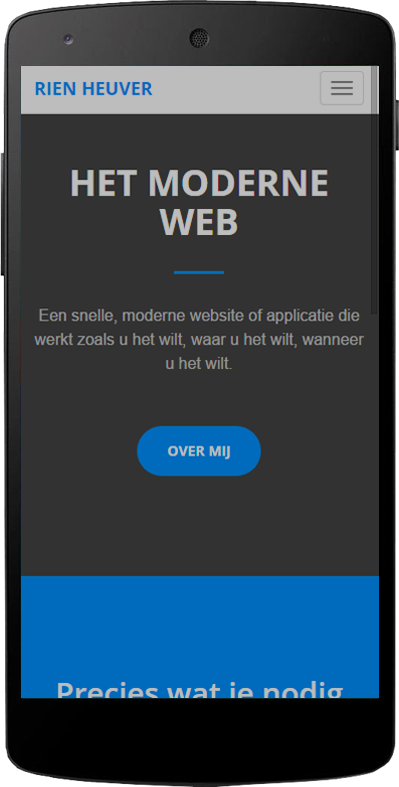 RIEN HEUVER
HET MODERNE
WEB
Een snelle, moderne website of applicatie die
werkt zoals u het wilt, waar u het wilt, wanneer
u het wilt.
OVER MIJ
Precies wat je nodig